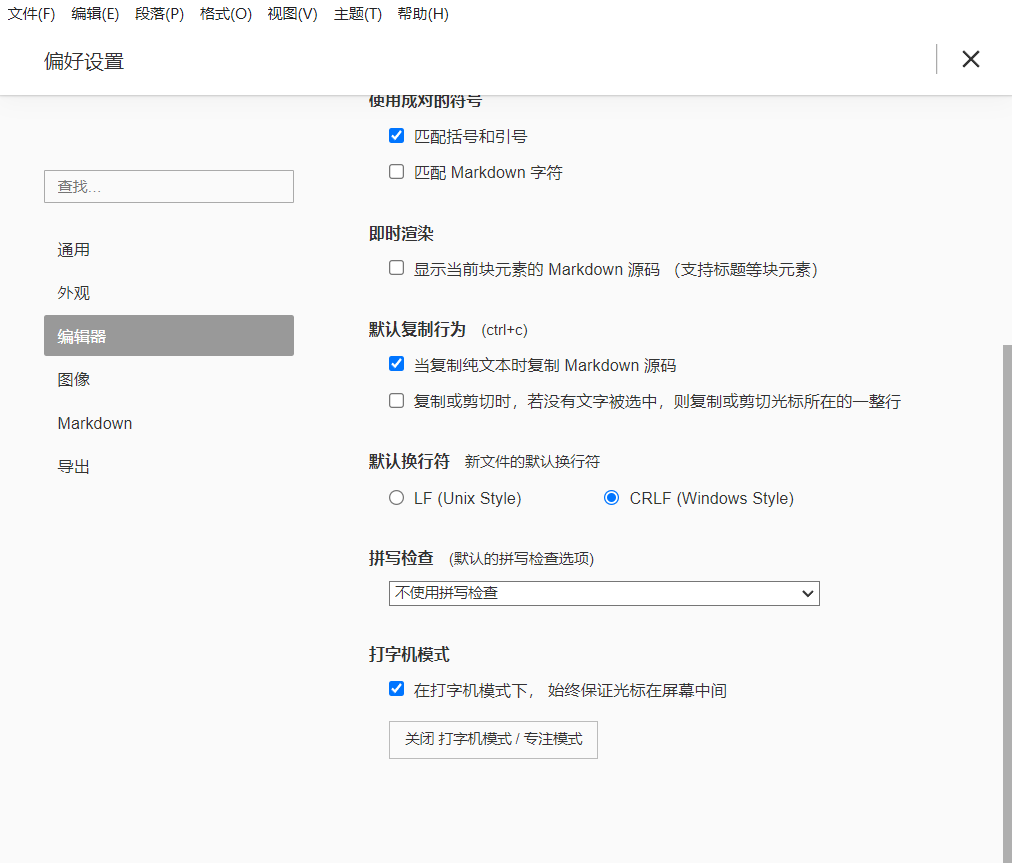 文件(F) 编辑(E) 段落(P) 格式(O) 视图(V) 主题(T) 帮助(H)
偏好设置
查找...
通用
外观
编辑器
图像
Markdown
导出
使用成对的符号
匹配括号和引号
匹配 Markdown 字符
即时渲染
显示当前块元素的 Markdown 源码 (支持标题等块元素)
默认复制行为 (ctrl+c)
当复制纯文本时复制 Markdown 源码
复制或剪切时，若没有文字被选中，则复制或剪切光标所在的一整行
默认换行符 新文件的默认换行符
LF (Unix Style) CRLF (Windows Style)
拼写检查 (默认的拼写检查选项)
不使用拼写检查
打字机模式
在打字机模式下， 始终保证光标在屏幕中间
关闭 打字机模式 / 专注模式